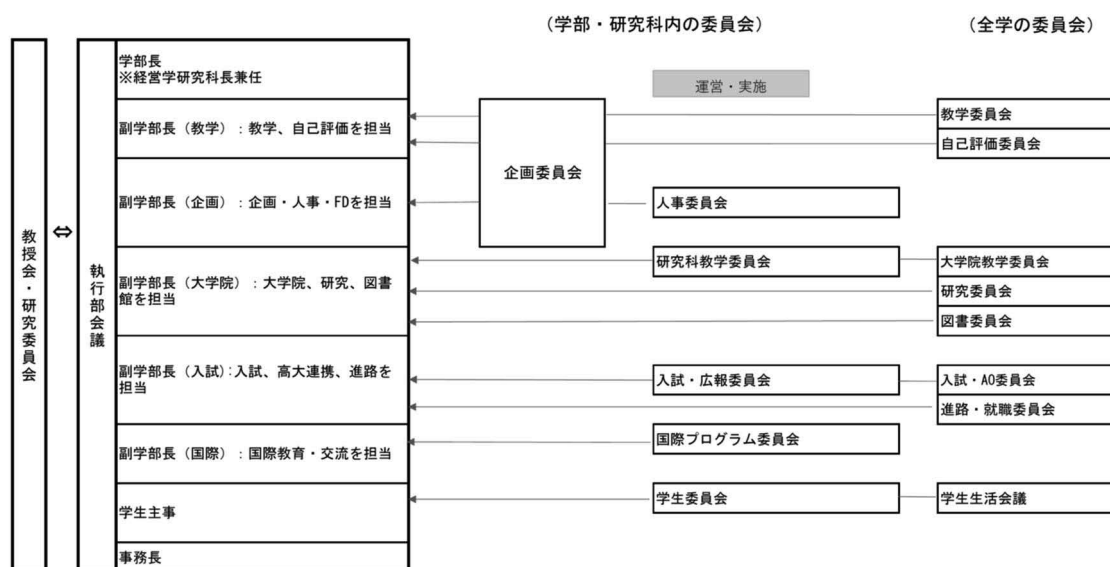 (学部・研究科内の委員会)
(全学の委員会)
学部長
※経営学研究科長兼任
運営・実施
副学部長(教学):教学、自己評価を担当
企画委員会
教学委員会
自己評価委員会
副学部長(企画):企画・人事・FDを担当
人事委員会
教授会・研究委員会
⇔
執行部会議
副学部長(大学院):大学院、研究、図書
館を担当
研究科教学委員会
大学院教学委員会
研究委員会
図書委員会
副学部長(入試):入試、高大連携、進路を
担当
入試・広報委員会
入試・AO委員会
進路・就職委員会
副学部長(国際):国際教育・交流を担当
国際プログラム委員会
学生主事
学生委員会
学生生活会議
事務長